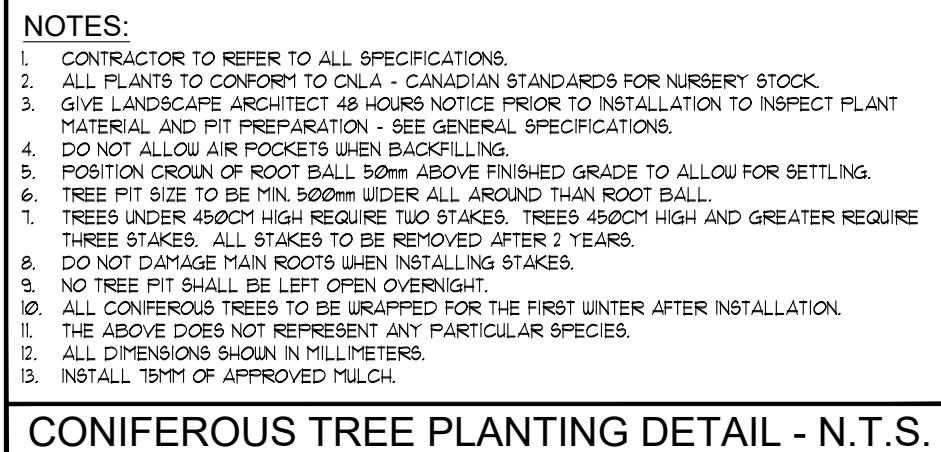 NOTES:
1. CONTRACTOR TO REFER TO ALL SPECIFICATIONS.
2. ALL PLANTS TO CONFORM TO CNLA - CANADIAN STANDARDS FOR NURSERY STOCK.
3. GIVE LANDSCAPE ARCHITECT 48 HOURS NOTICE PRIOR TO INSTALLATION TO INSPECT PLANT
MATERIAL AND PIT PREPARATION - SEE GENERAL SPECIFICATIONS.
4. DO NOT ALLOW AIR POCKETS WHEN BACKFILLING.
5. POSITION CROWN OF ROOT BALL 50mm ABOVE FINISHED GRADE TO ALLOW FOR SETTLING.
6. TREE PIT SIZE TO BE MIN. 500mm WIDER ALL AROUND THAN ROOT BALL.
7. TREES UNDER 450CM HIGH REQUIRE TWO STAKES. TREES 450CM HIGH AND GREATER REQUIRE
THREE STAKES. ALL STAKES TO BE REMOVED AFTER 2 YEARS.
8. DO NOT DAMAGE MAIN ROOTS WHEN INSTALLING STAKES.
9. NO TREE PIT SHALL BE LEFT OPEN OVERNIGHT.
10. ALL CONIFEROUS TREES TO BE WRAPPED FOR THE FIRST WINTER AFTER INSTALLATION.
11. THE ABOVE DOES NOT REPRESENT ANY PARTICULAR SPECIES.
12. ALL DIMENSIONS SHOWN IN MILLIMETERS.
13. INSTALL 75MM OF APPROVED MULCH.
CONIFEROUS TREE PLANTING DETAIL - N.T.S.